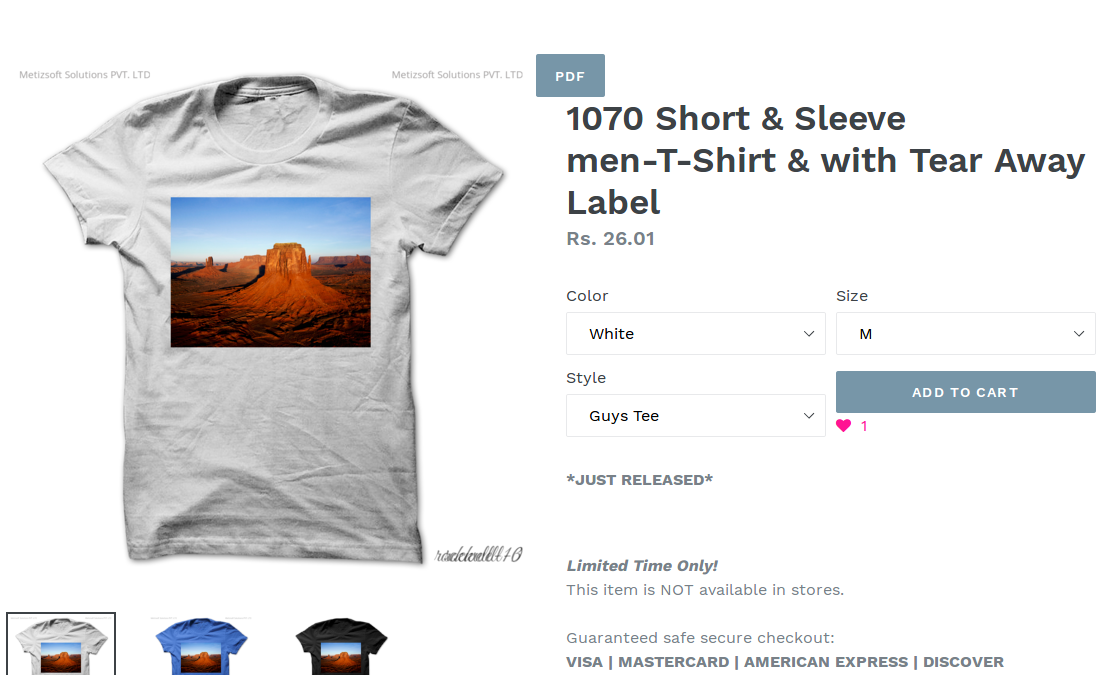 Metizsoft Solutions PVT. LTD
Metizsoft Solutions PVT. LTD
PDF
1070 Short & Sleeve
men-T-Shirt & with Tear Away
Label
Rs. 26.01
Color
Size
White
M
Style
ADD TO CART
Guys Tee
1
*JUST RELEASED*
Limited Time Only!
This item is NOT available in stores.
Guaranteed safe secure checkout:
VISA | MASTERCARD | AMERICAN EXPRESS | DISCOVER